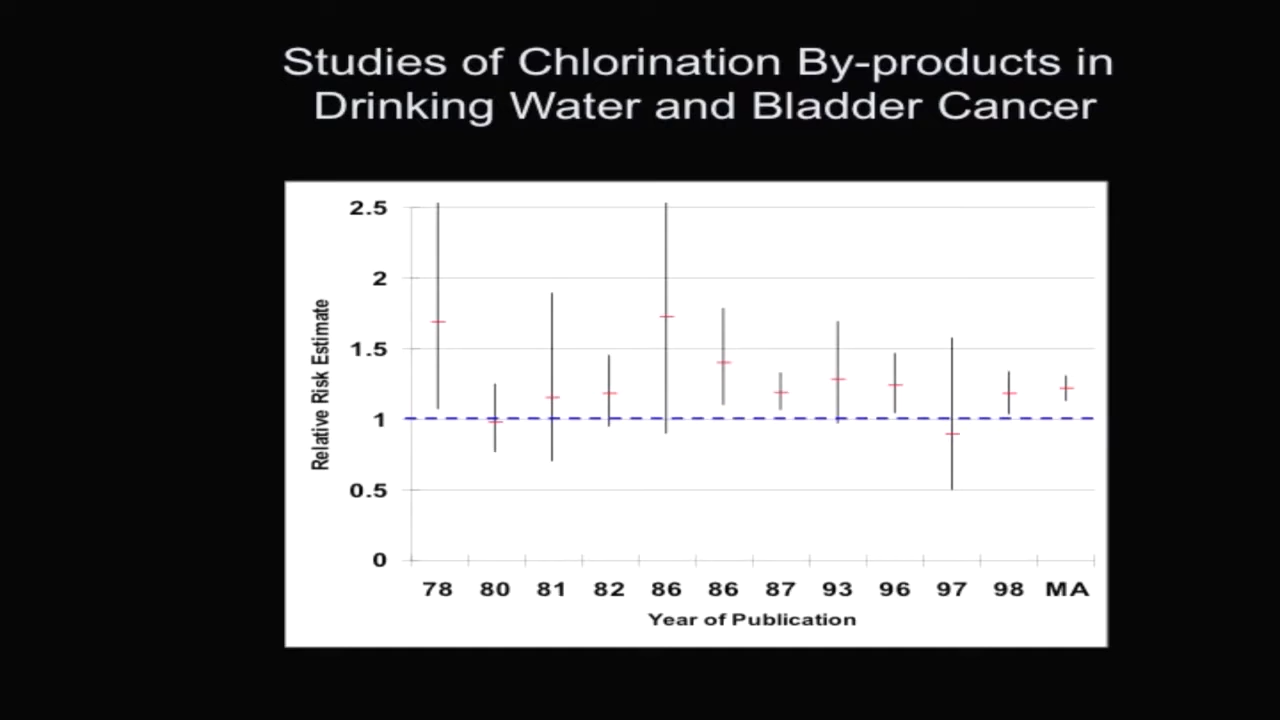 Studies of Chlorination By-products in
Drinking Water and Bladder Cancer
2.5
2
1.5
1
0.5
0
Relative Risk Estimate
78 80 81 82 86 86 87 93 96 97 98 MA
Year of Publication